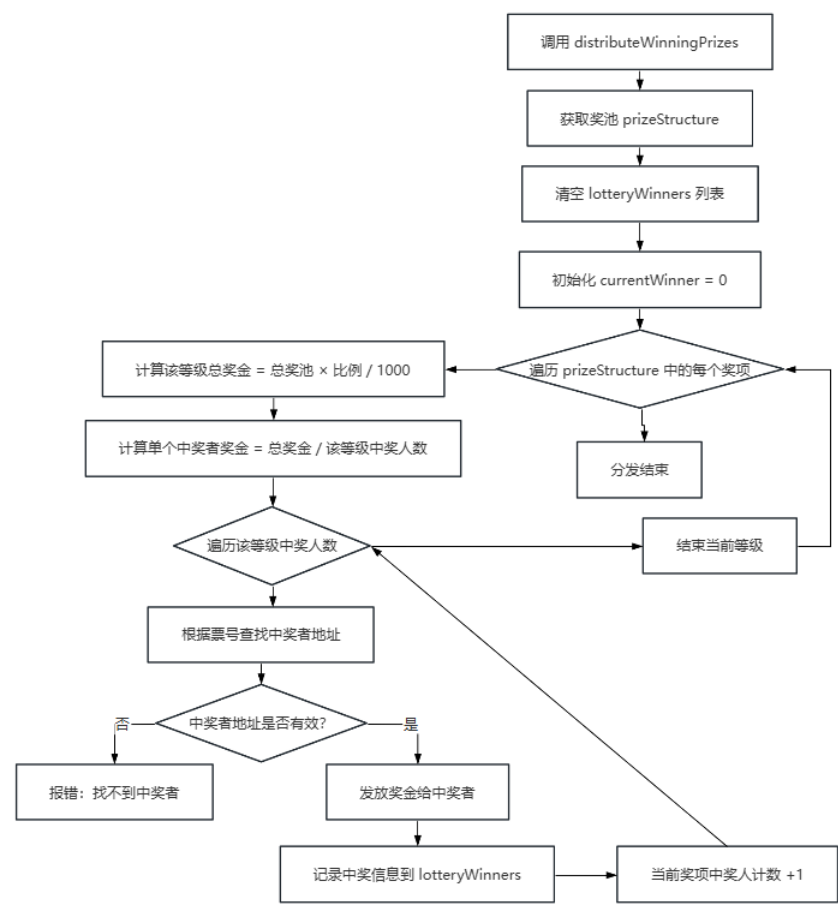 调用 distributeWinningPrizes
获取奖池 prizeStructure
清空 lotteryWinners 列表
初始化 currentWinner = 0
遍历 prizeStructure 中的每个奖项
计算该等级总奖金 = 总奖池 × 比例 / 1000
计算单个中奖者奖金 = 总奖金 / 该等级中奖人数
分发结束
遍历该等级中奖人数
结束当前等级
根据票号查找中奖者地址
中奖者地址是否有效?
否
是
报错：找不到中奖者
发放奖金给中奖者
记录中奖信息到 lotteryWinners
当前奖项中奖人计数 +1